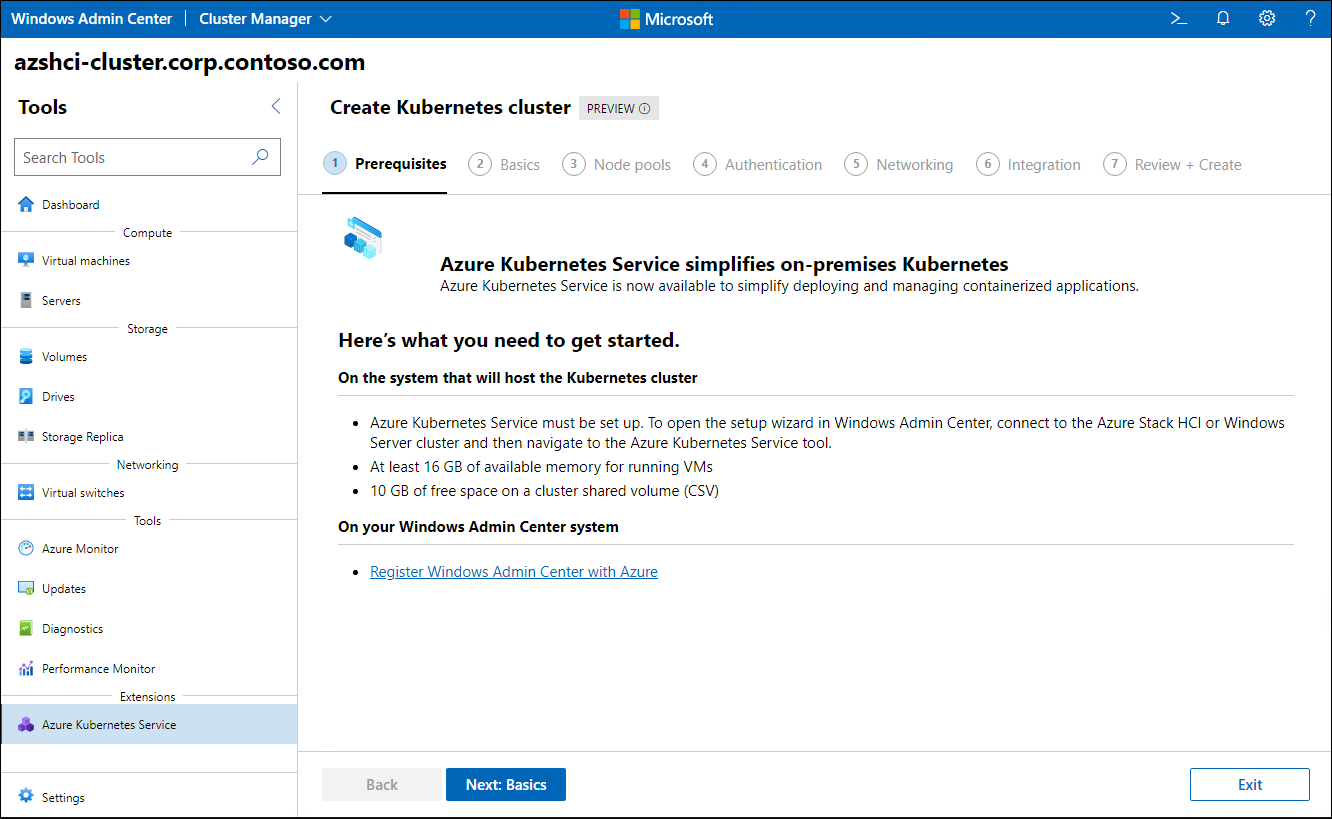 Windows Admin Center | Cluster Manager
Microsoft
azshci-cluster.corp.contoso.com
Tools
Search Tools
Dashboard
Compute
Virtual machines
Servers
Storage
Volumes
Drives
Storage Replica
Networking
Virtual switches
Tools
Azure Monitor
Updates
Diagnostics
Performance Monitor
Extensions
Azure Kubernetes Service
Settings
Create Kubernetes cluster PREVIEW
1 Prerequisites 2 Basics 3 Node pools 4 Authentication 5 Networking 6 Integration 7 Review + Create
Azure Kubernetes Service simplifies on-premises Kubernetes
Azure Kubernetes Service is now available to simplify deploying and managing containerized applications.
Here's what you need to get started.
On the system that will host the Kubernetes cluster
• Azure Kubernetes Service must be set up. To open the setup wizard in Windows Admin Center, connect to the Azure Stack HCI or Windows
Server cluster and then navigate to the Azure Kubernetes Service tool.
• At least 16 GB of available memory for running VMs
• 10 GB of free space on a cluster shared volume (CSV)
On your Windows Admin Center system
• Register Windows Admin Center with Azure
Back
Next: Basics
Exit